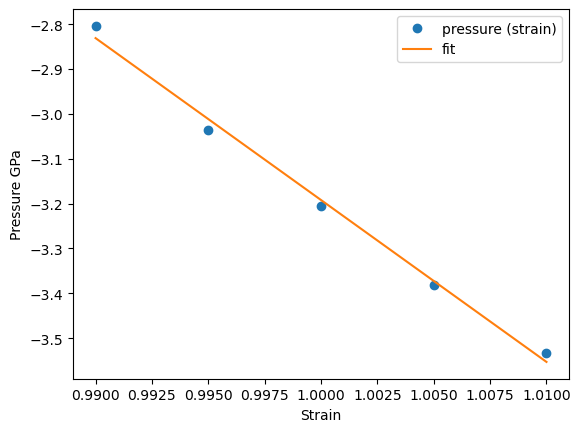 pressure (strain)
fit
Pressure GPa
−2.8
−2.9
−3.0
−3.1
−3.2
−3.3
−3.4
−3.5
0.9900 0.9925 0.9950 0.9975 1.0000 1.0025 1.0050 1.0075 1.0100
Strain